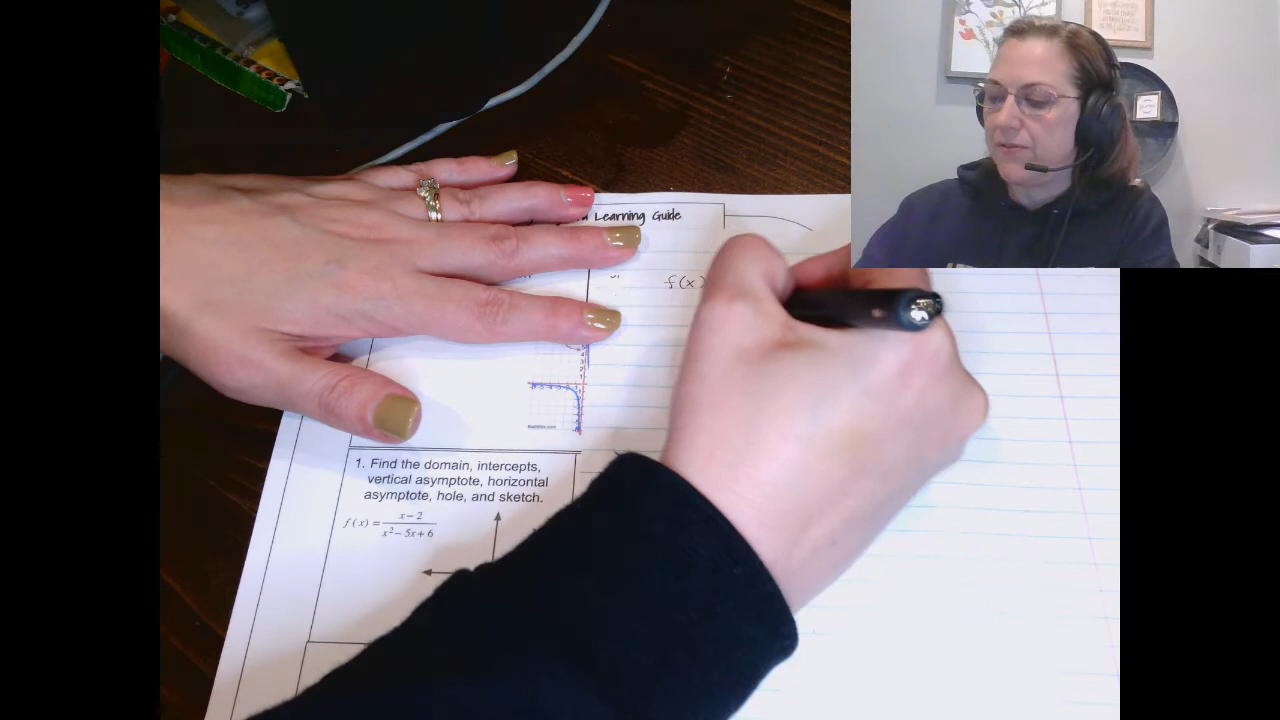 Learning Guide
f(x)
1. Find the domain, intercepts,
vertical asymptote, horizontal
asymptote, hole, and sketch.
f(x) = x-2 / x² - 5x + 6